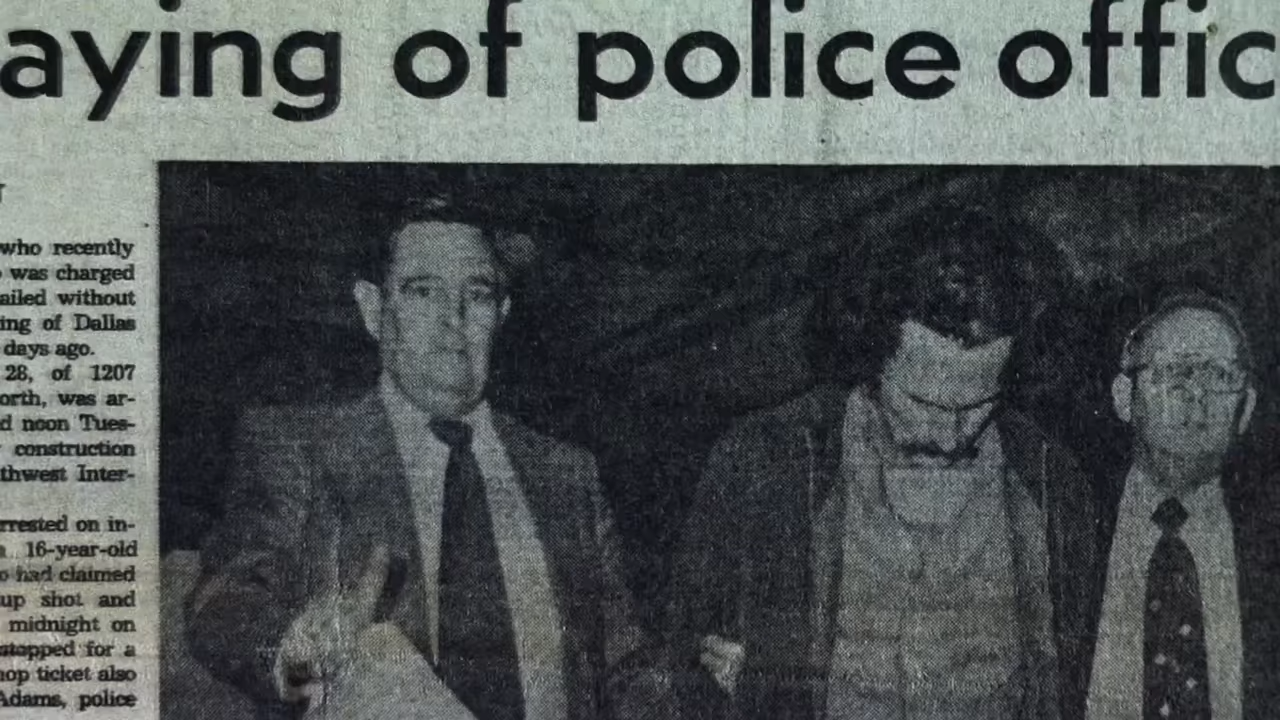 aying of police offic
who recently
was charged
ailed without
ing of Dallas
days ago.
28, of 1207
orth, was ar-
d noon Tues-
construction
thwest Inter-
rrested on in-
16-year-old
o had claimed
up shot and
midnight on
stopped for a
hop ticket also
Adams, police